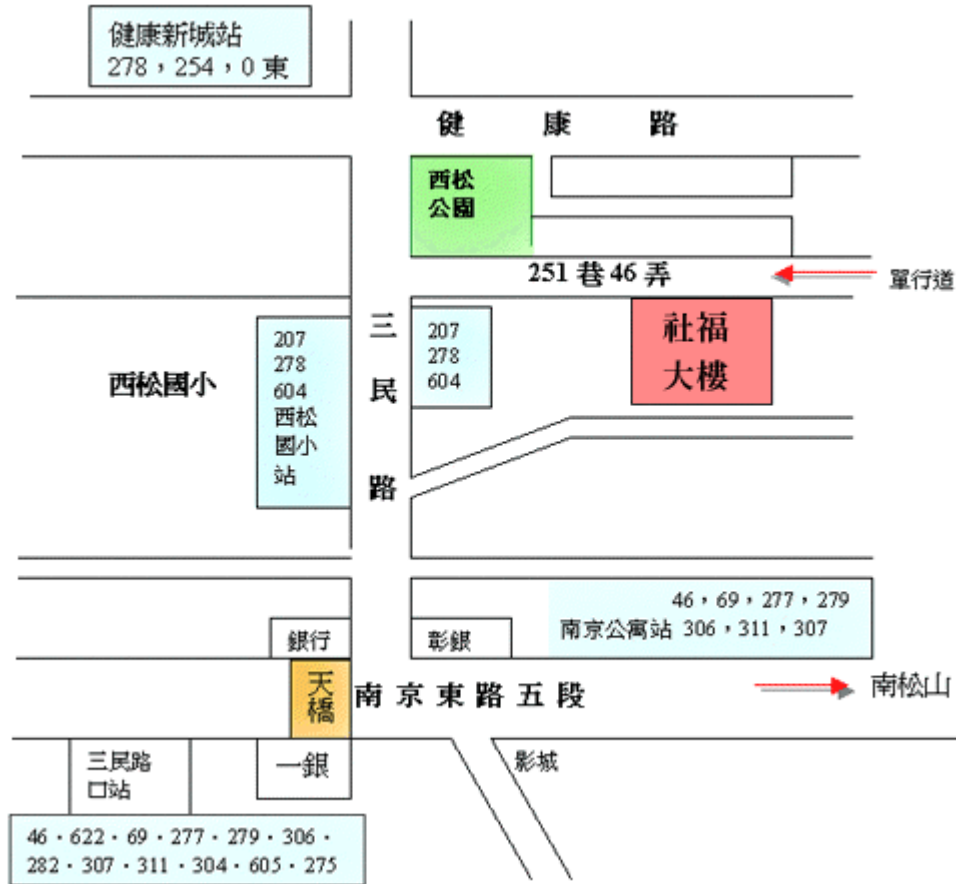 健康新城站
278，254，0 東
健 康 路
西松
公園
251 巷 46 弄
單行道
三民路
207
278
604
西松
國小
站
西松國小
207
278
604
社福
大樓
46，69，277，279
南京公寓站 306，311，307
銀行
彰銀
天橋
南京東路五段
南松山
三民路
口站
一銀
影城
46．622．69．277．279．306．
282．307．311．304．605．275